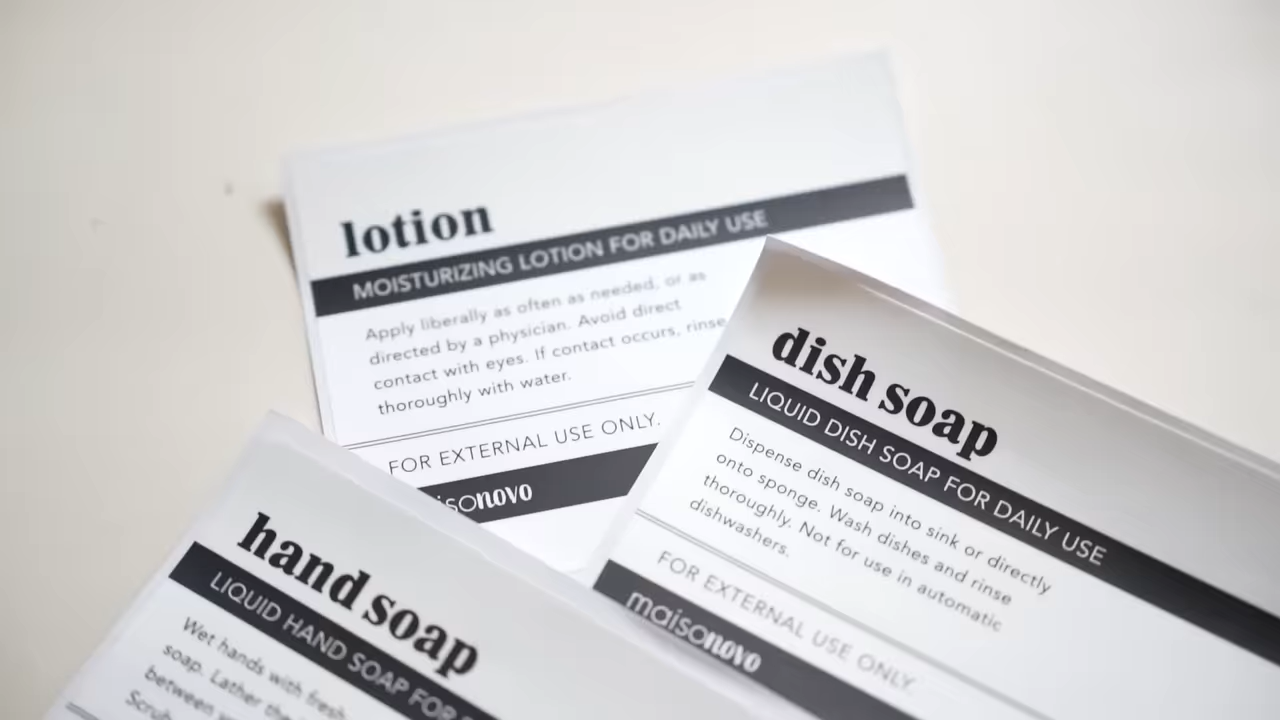 lotion
MOISTURIZING LOTION FOR DAILY USE
Apply liberally as often as needed, or as
directed by a physician. Avoid direct
contact with eyes. If contact occurs, rinse
thoroughly with water.
FOR EXTERNAL USE ONLY.
isonovo
dish soap
LIQUID DISH SOAP FOR DAILY USE
Dispense dish soap into sink or directly
onto sponge. Wash dishes and rinse
thoroughly. Not for use in automatic
dishwashers.
FOR EXTERNAL USE ONLY.
maisonovo
hand soap
LIQUID HAND SOAP FOR
Wet hands with fresh
soap. Lather the
between
Scrub